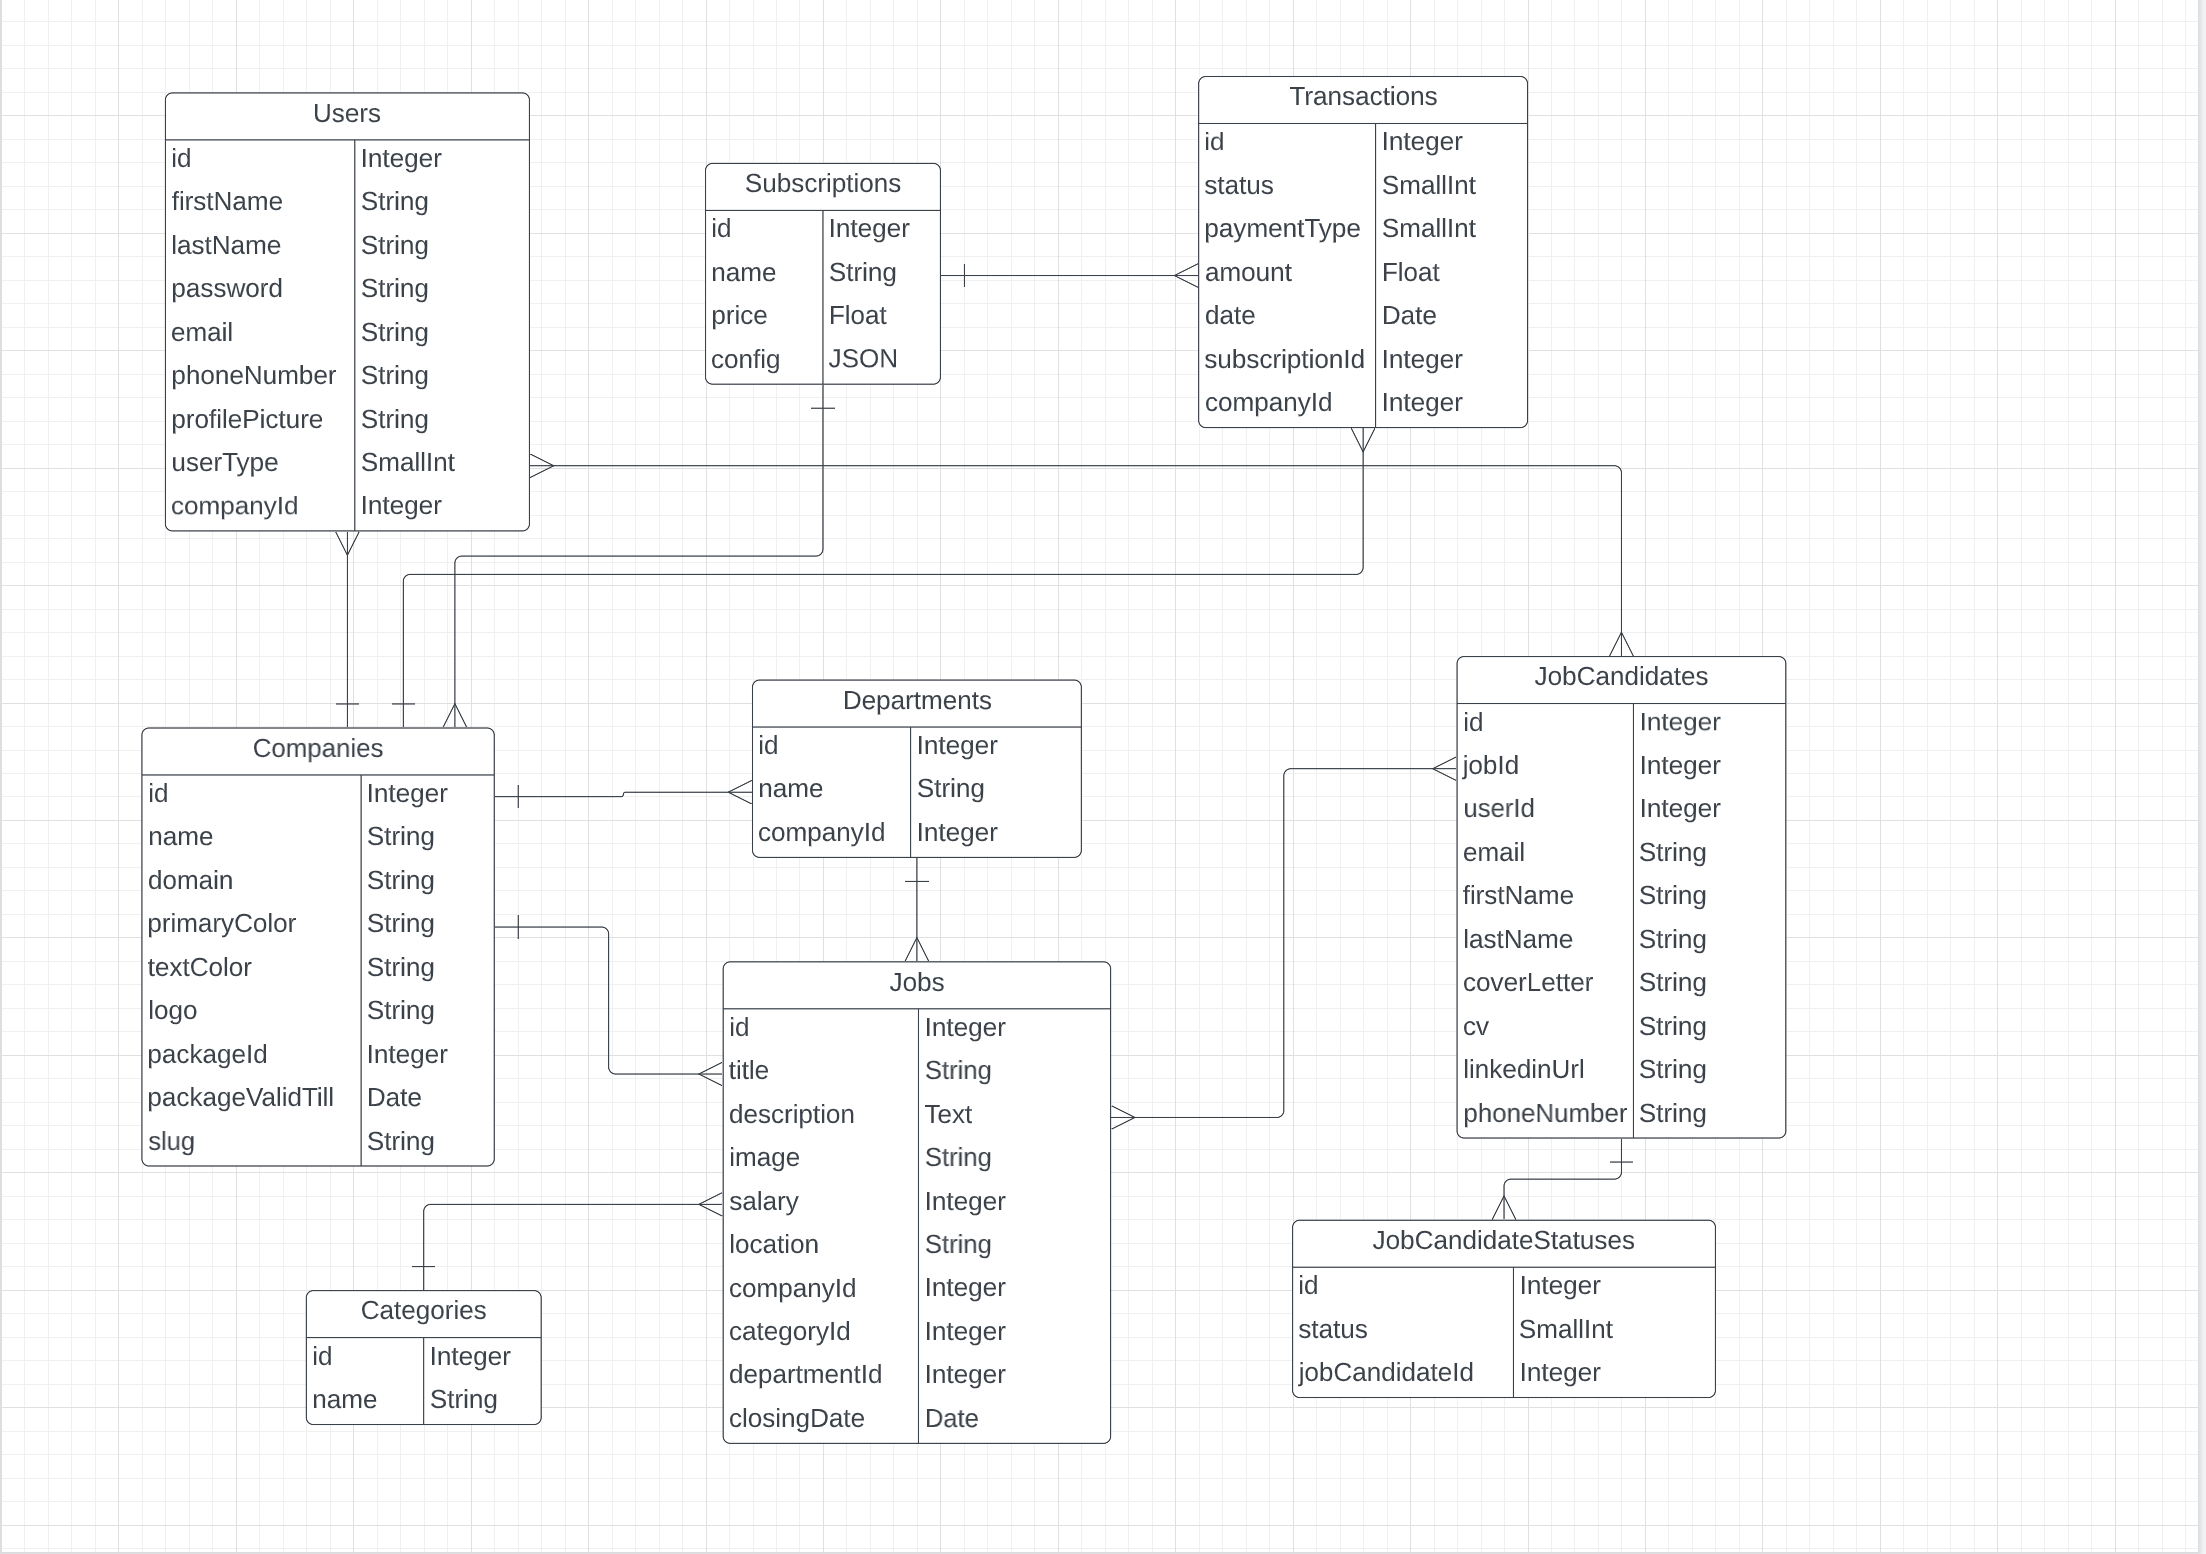 Users
id Integer
firstName String
lastName String
password String
email String
phoneNumber String
profilePicture String
userType SmallInt
companyId Integer
Subscriptions
id Integer
name String
price Float
config JSON
Transactions
id Integer
status SmallInt
paymentType SmallInt
amount Float
date Date
subscriptionId Integer
companyId Integer
Companies
id Integer
name String
domain String
primaryColor String
textColor String
logo String
packageId Integer
packageValidTill Date
slug String
Departments
id Integer
name String
companyId Integer
JobCandidates
id Integer
jobId Integer
userId Integer
email String
firstName String
lastName String
coverLetter String
cv String
linkedinUrl String
phoneNumber String
Jobs
id Integer
title String
description Text
image String
salary Integer
location String
companyId Integer
categoryId Integer
departmentId Integer
closingDate Date
Categories
id Integer
name String
JobCandidateStatuses
id Integer
status SmallInt
jobCandidateId Integer